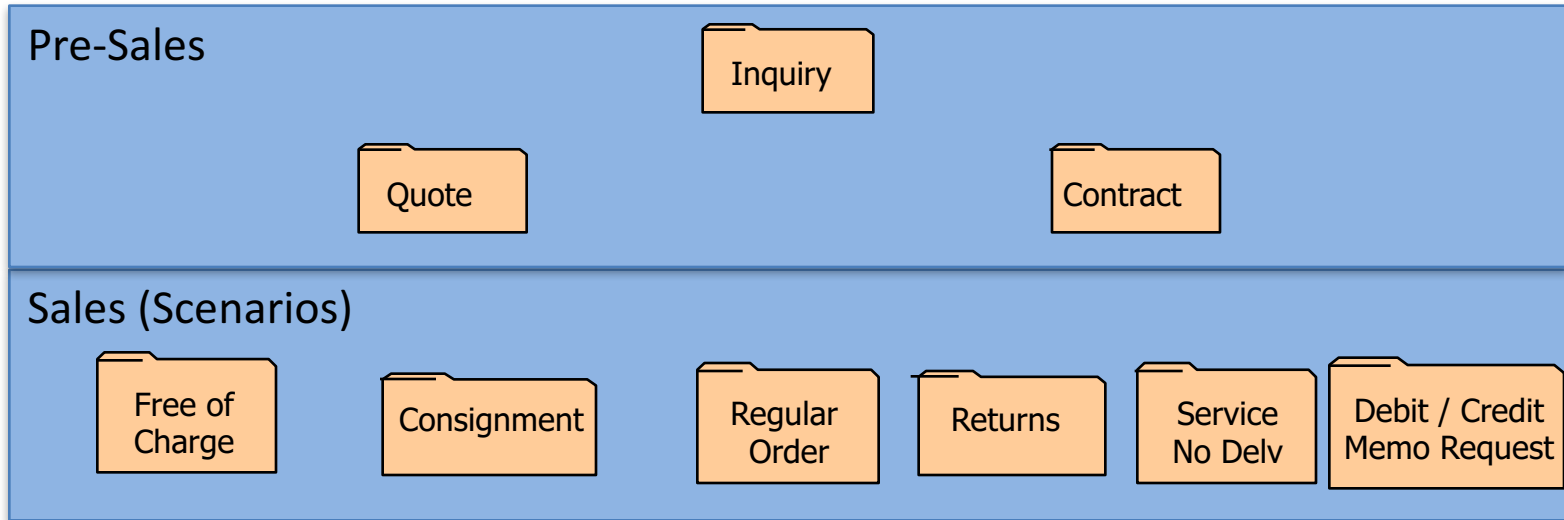 Pre-Sales
Inquiry
Quote
Contract
Sales (Scenarios)
Free of
Charge
Consignment
Regular
Order
Returns
Service
No Delv
Debit / Credit
Memo Request